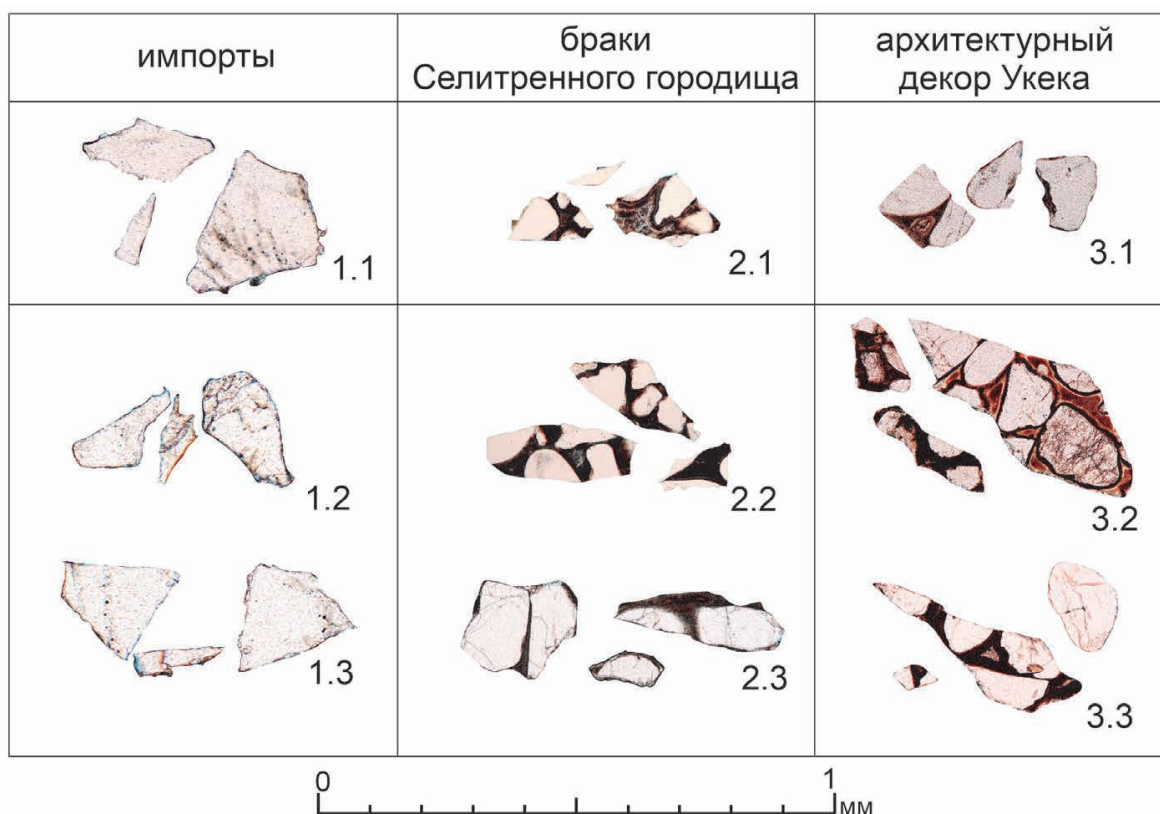 импорты
браки
Селитренного городища
архитектурный
декор Укека
1.1
2.1
3.1
1.2
2.2
3.2
1.3
2.3
3.3
0
1
мм